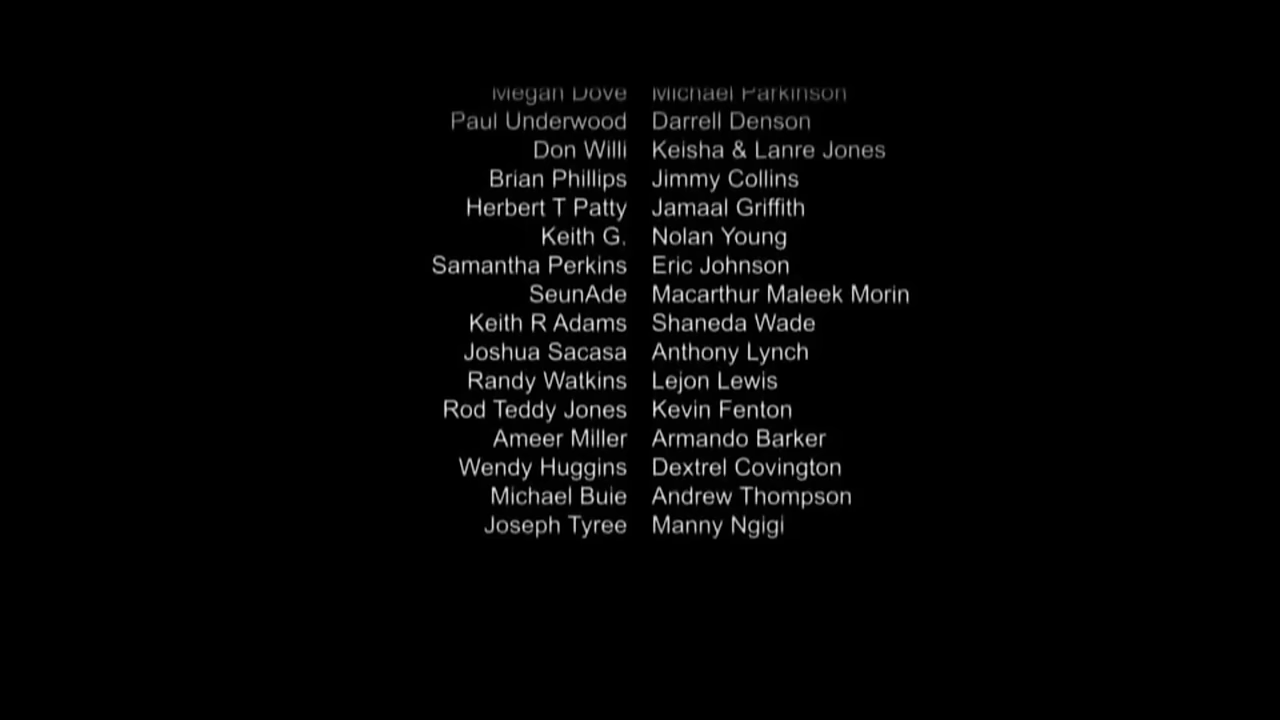 Megan Dove Michael Parkinson
Paul Underwood Darrell Denson
Don Willi Keisha & Lanre Jones
Brian Phillips Jimmy Collins
Herbert T Patty Jamaal Griffith
Keith G. Nolan Young
Samantha Perkins Eric Johnson
SeunAde Macarthur Maleek Morin
Keith R Adams Shaneda Wade
Joshua Sacasa Anthony Lynch
Randy Watkins Lejon Lewis
Rod Teddy Jones Kevin Fenton
Ameer Miller Armando Barker
Wendy Huggins Dextrel Covington
Michael Buie Andrew Thompson
Joseph Tyree Manny Ngigi